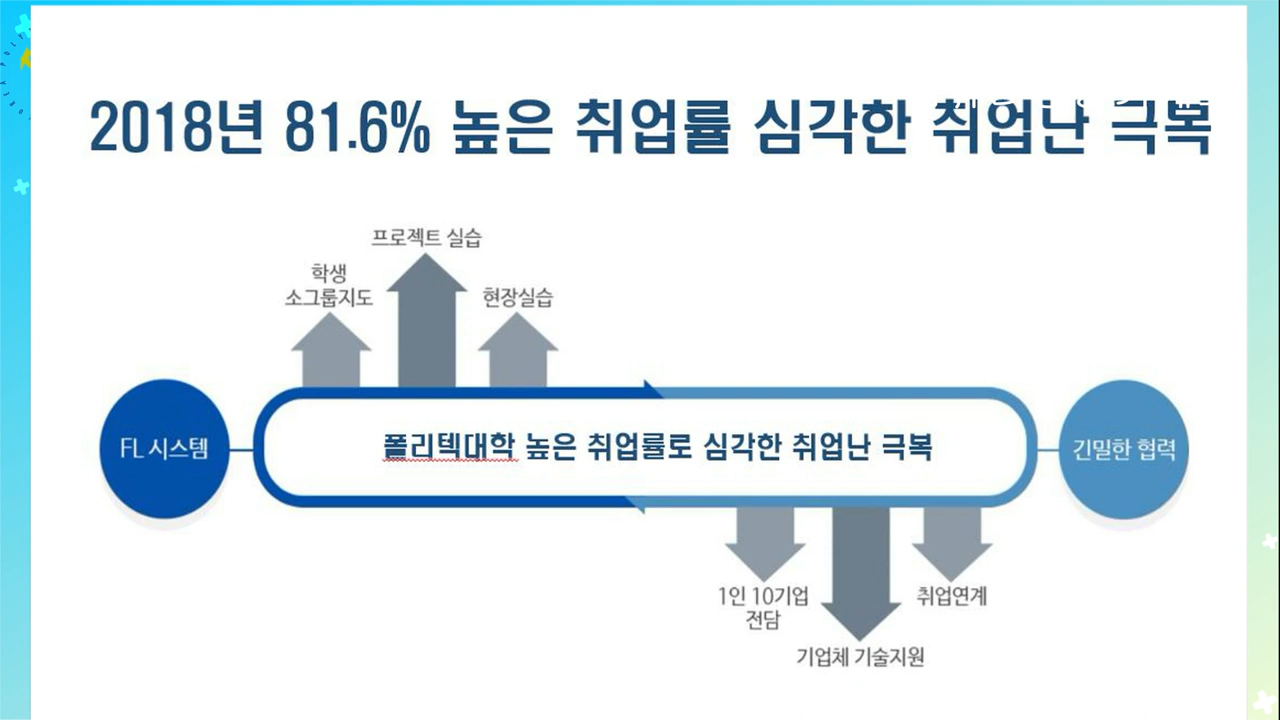 2018년 81.6% 높은 취업률 심각한 취업난 극복
프로젝트 실습
학생
소그룹지도
현장실습
FL 시스템
폴리텍대학 높은 취업률로 심각한 취업난 극복
긴밀한 협력
1인 10기업
전담
취업연계
기업체 기술지원